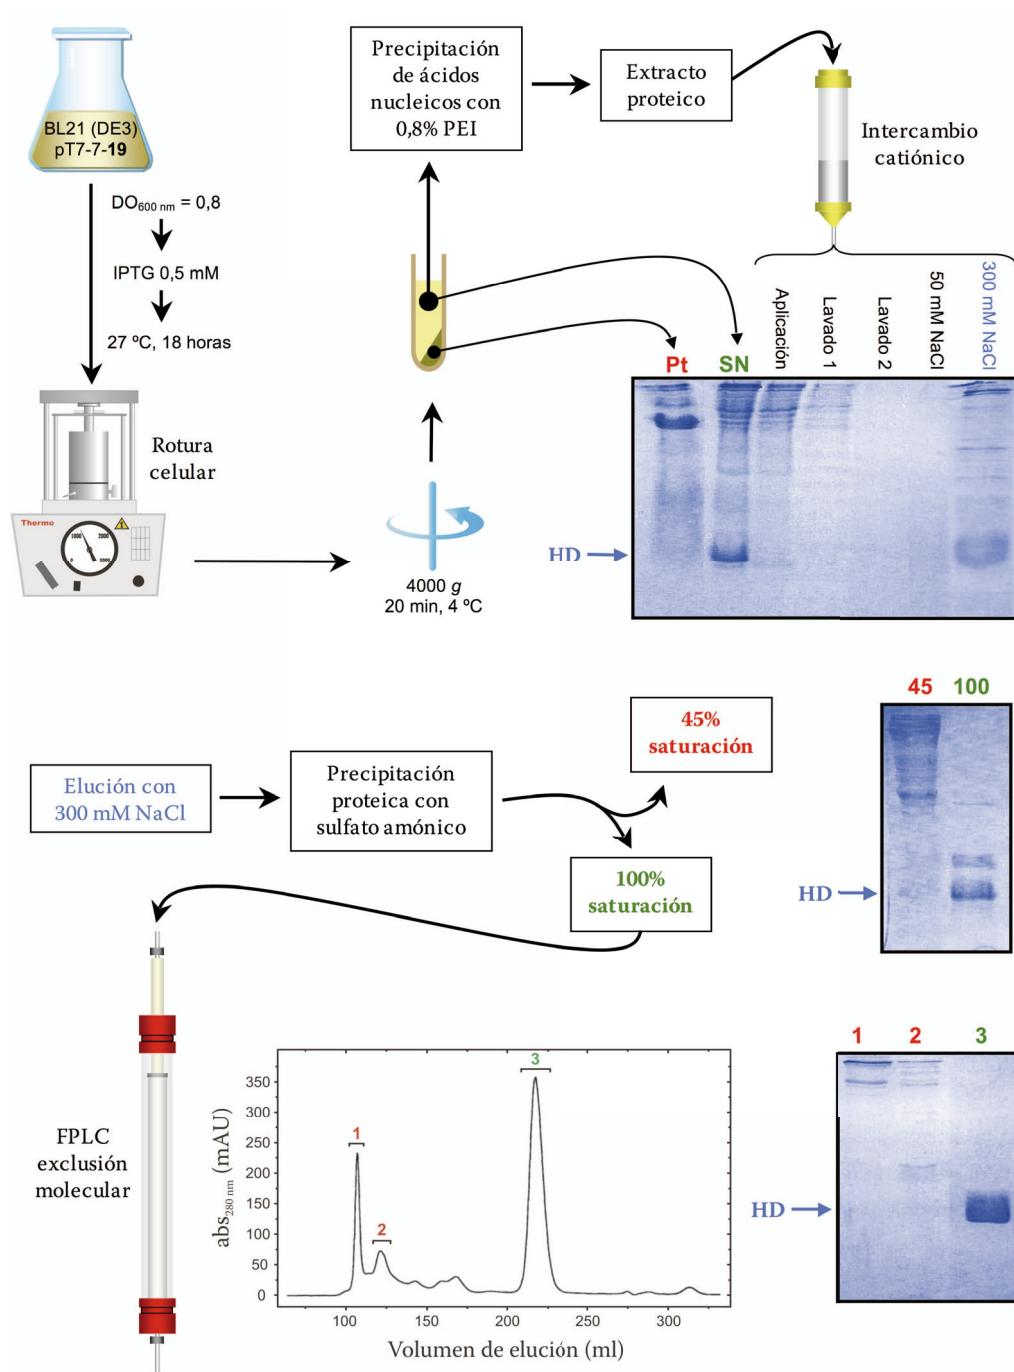 BL21 (DE3)
pT7-7-19
DO600 nm = 0,8
IPTG 0,5 mM
27 ºC, 18 horas
Rotura
celular
Thermo
1000
2000
0
3000
4000 g
20 min, 4 ºC
Precipitación
de ácidos
nucleicos con
0,8% PEI
Extracto
proteico
Intercambio
catiónico
Pt
SN
Aplicación
Lavado 1
Lavado 2
50 mM NaCl
300 mM NaCl
HD
Elución con
300 mM NaCl
Precipitación
proteica con
sulfato amónico
45%
saturación
100%
saturación
45 100
HD
FPLC
exclusión
molecular
abs280 nm (mAU)
350
300
250
200
150
100
50
0
1
2
3
100 150 200 250 300
Volumen de elución (ml)
1 2 3
HD